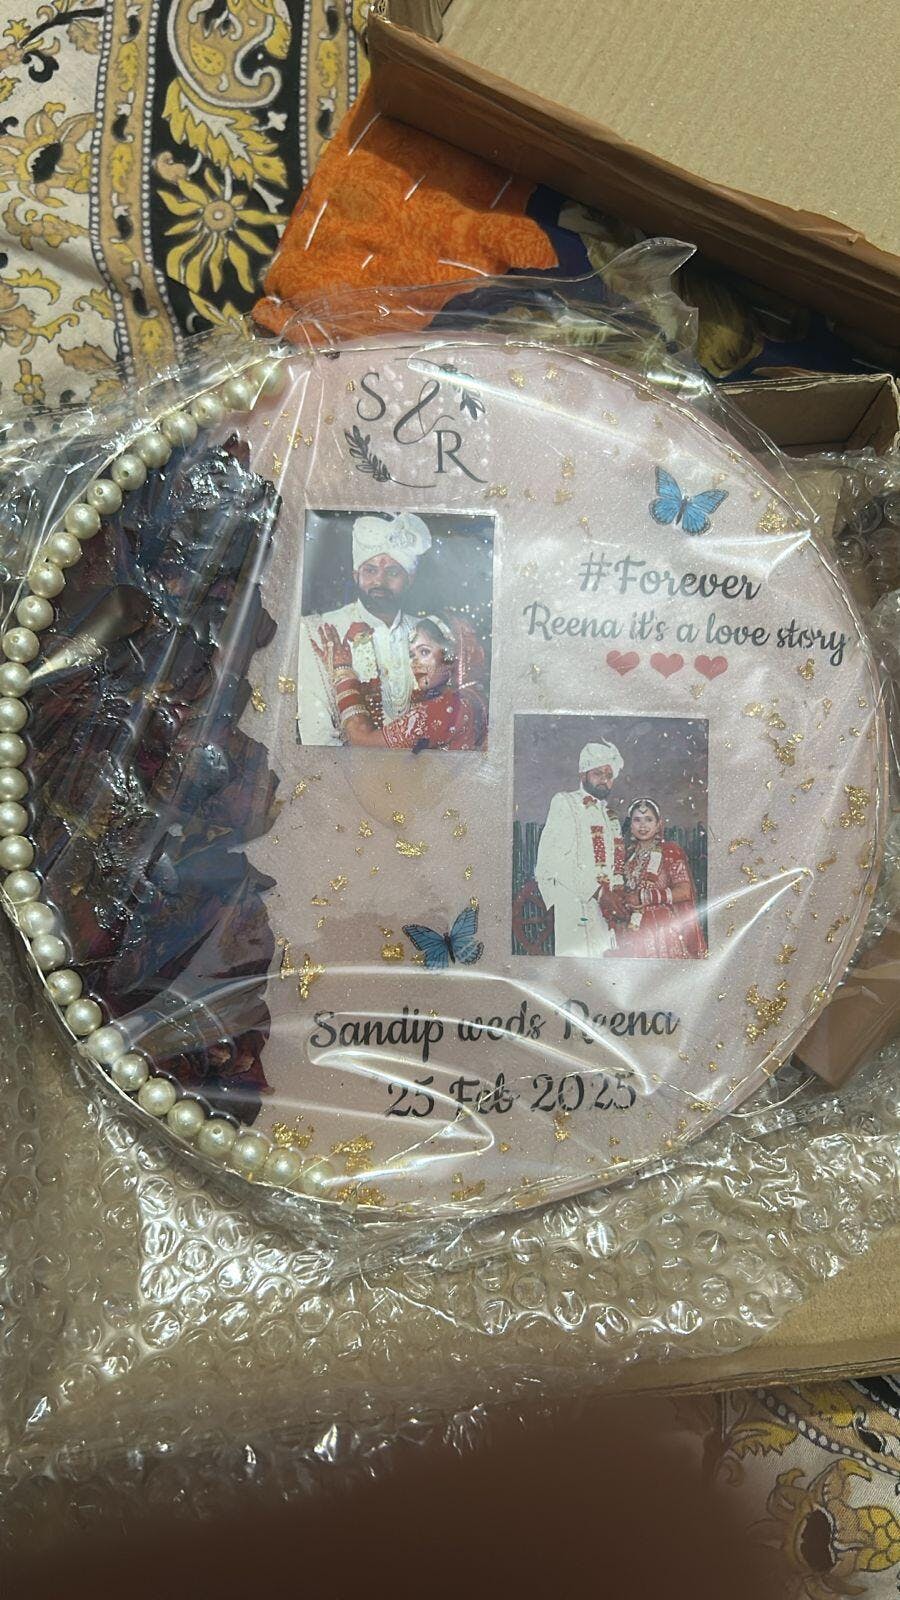 S & R
#Forever
Reena it's a love story
Sandip weds Reena
25 Feb 2025